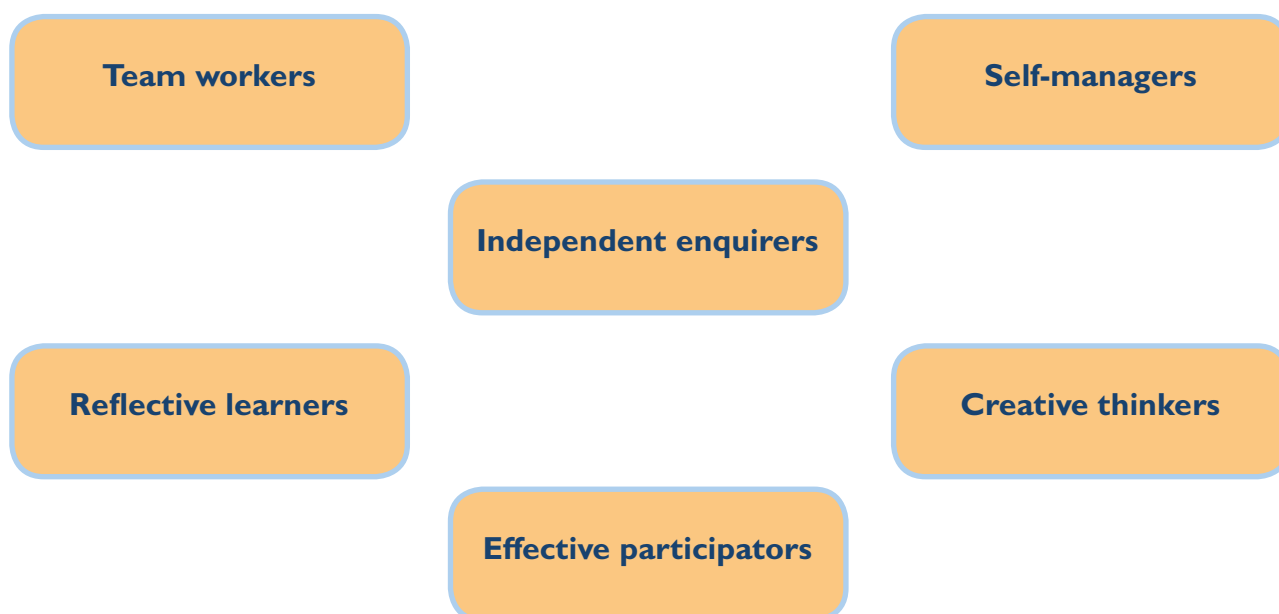 Team workers
Self-managers
Independent enquirers
Reflective learners
Creative thinkers
Effective participators